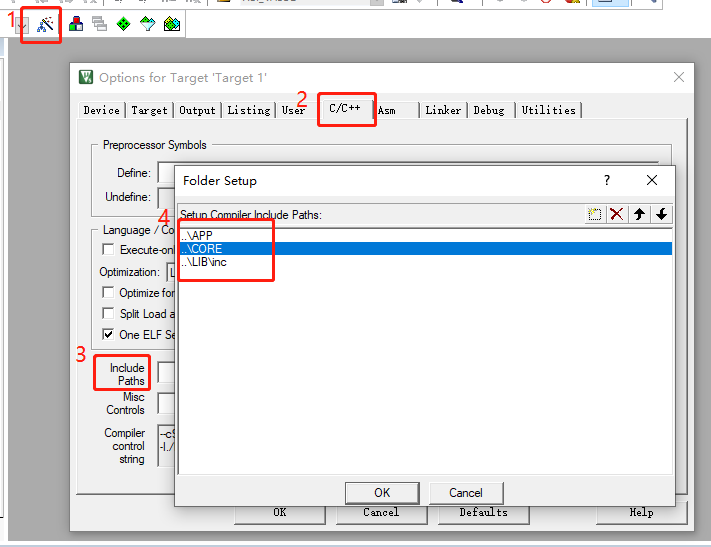 1
Options for Target 'Target 1'
2
Device Target Output Listing User C/C++ Asm Linker Debug Utilities
Preprocessor Symbols
Define:
Undefine:
Folder Setup
?
4
Setup Compiler Include Paths:
..\APP
..\CORE
..\LIB\inc
Language / Co
Execute-onl
Optimization: L
Optimize for
Split Load a
One ELF Se
3
Include
Paths
Misc
Controls
Compiler
control
string
--c9
-I./
OK Cancel
OK Cancel Defaults Help